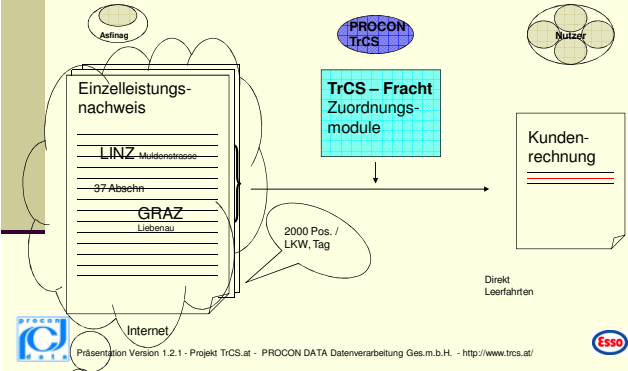 Asfinag
PROCON
TrCS
Nutzer
Einzelleistungs-
nachweis
TrCS – Fracht
Zuordnungs-
module
LINZ Muldenstrasse
37 Abschn
GRAZ
Liebenau
Kunden-
rechnung
2000 Pos. /
LKW, Tag
Direkt
Leerfahrten
Internet
procon
data
Präsentation Version 1.2.1 - Projekt TrCS.at - PROCON DATA Datenverarbeitung Ges.m.b.H. - http://www.trcs.at/
Esso